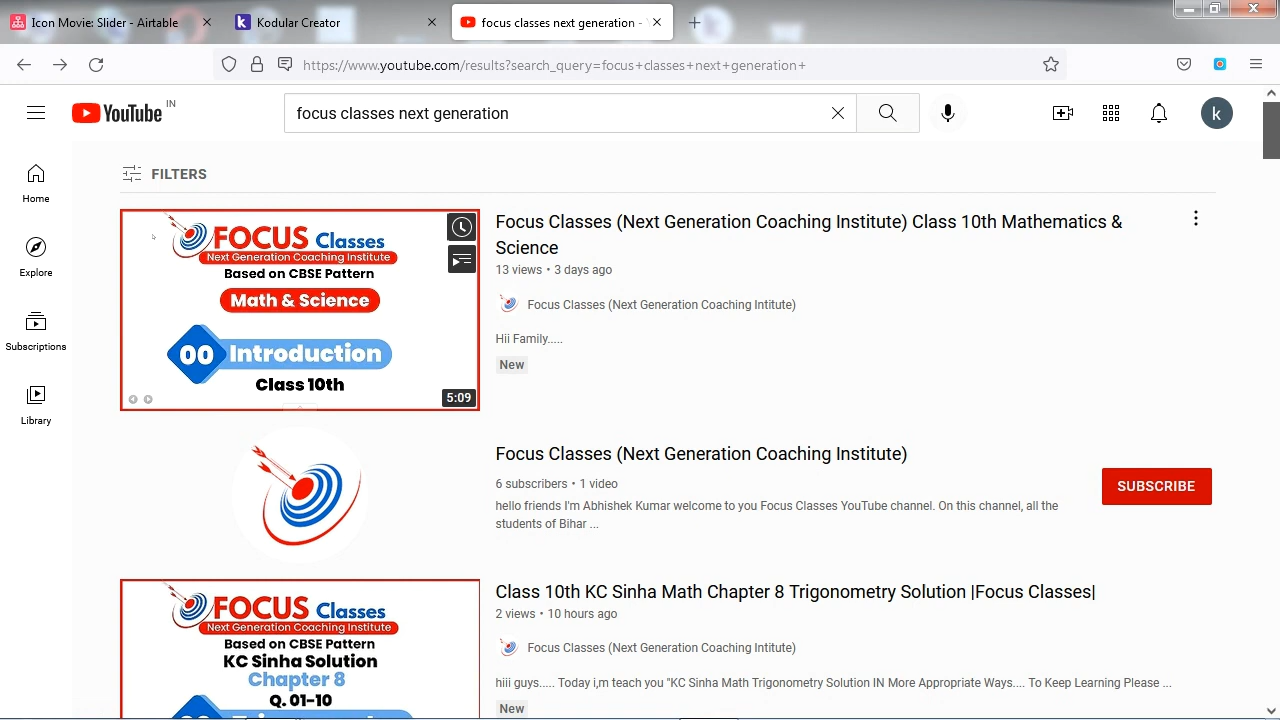 Icon Movie: Slider - Airtable
Kodular Creator
focus classes next generation -
https://www.youtube.com/results?search_query=focus+classes+next+generation+
YouTube IN
focus classes next generation
k
FILTERS
Home
Explore
Subscriptions
Library
FOCUS Classes
Next Generation Coaching Institute
Based on CBSE Pattern
Math & Science
00 Introduction
Class 10th
5:09
Focus Classes (Next Generation Coaching Institute) Class 10th Mathematics &
Science
13 views • 3 days ago
Focus Classes (Next Generation Coaching Intitute)
Hii Family.....
New
Focus Classes (Next Generation Coaching Institute)
6 subscribers • 1 video
hello friends I'm Abhishek Kumar welcome to you Focus Classes YouTube channel. On this channel, all the
students of Bihar ...
SUBSCRIBE
FOCUS Classes
Next Generation Coaching Institute
Based on CBSE Pattern
KC Sinha Solution
Chapter 8
Q. 01-10
Class 10th KC Sinha Math Chapter 8 Trigonometry Solution |Focus Classes|
2 views • 10 hours ago
Focus Classes (Next Generation Coaching Intitute)
hiii guys..... Today i,m teach you "KC Sinha Math Trigonometry Solution IN More Appropriate Ways.... To Keep Learning Please ...
New